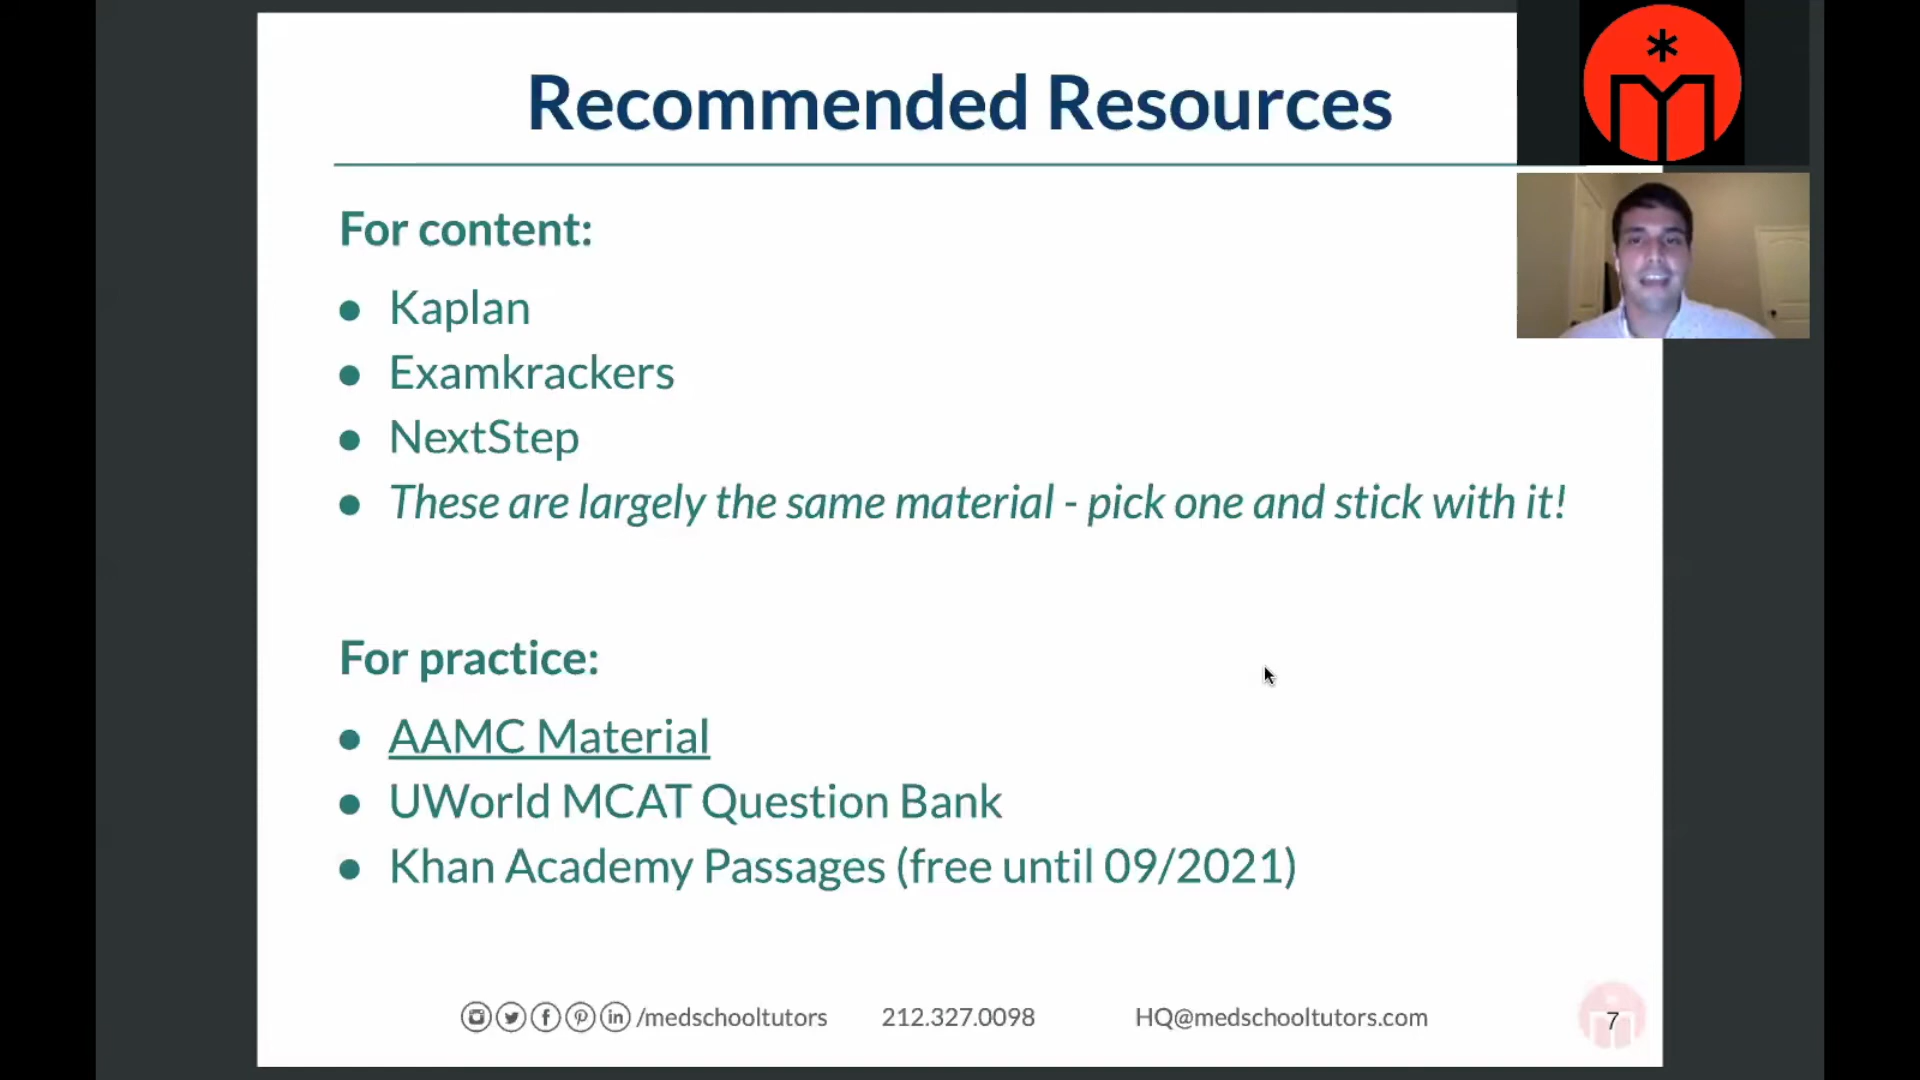 Recommended Resources
For content:
● Kaplan
● Examkrackers
● NextStep
● These are largely the same material - pick one and stick with it!
For practice:
● AAMC Material
● UWorld MCAT Question Bank
● Khan Academy Passages (free until 09/2021)
/medschooltutors 212.327.0098 HQ@medschooltutors.com 7